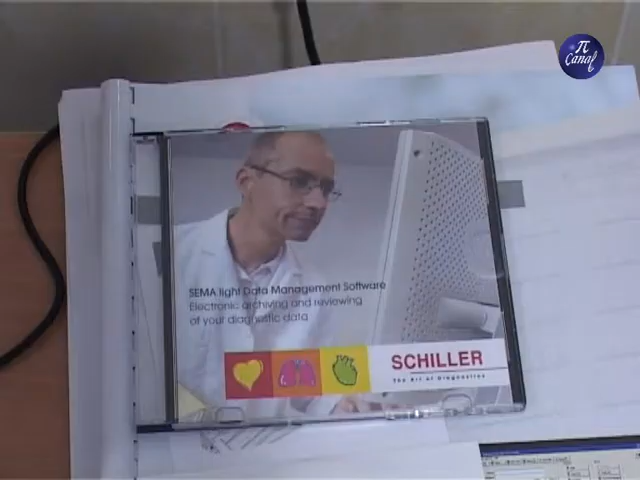 π
Canal
SEMA light Data Management Software
Electronic archiving and reviewing
of your diagnostic data
SCHILLER
The Art of Diagnostics